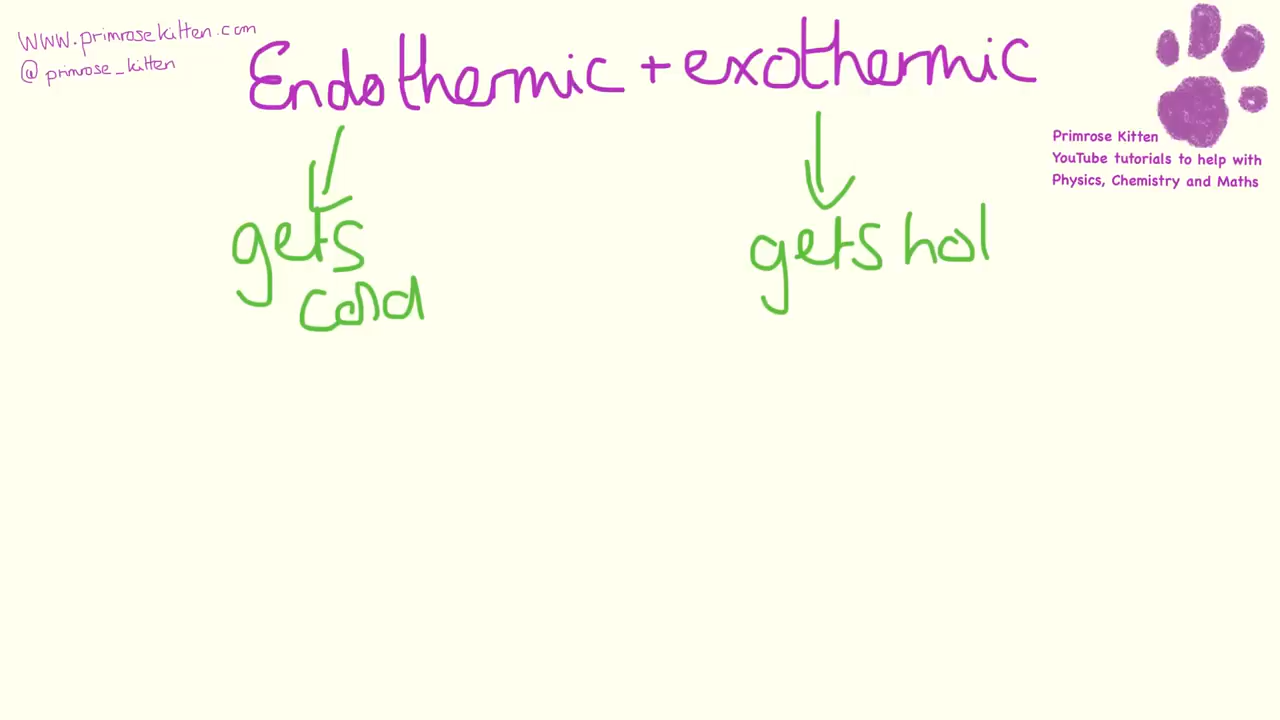 www.primrosekitten.com
@primrose_kitten
Endothermic + exothermic
Primrose Kitten
YouTube tutorials to help with
Physics, Chemistry and Maths
gets
cold
gets hol